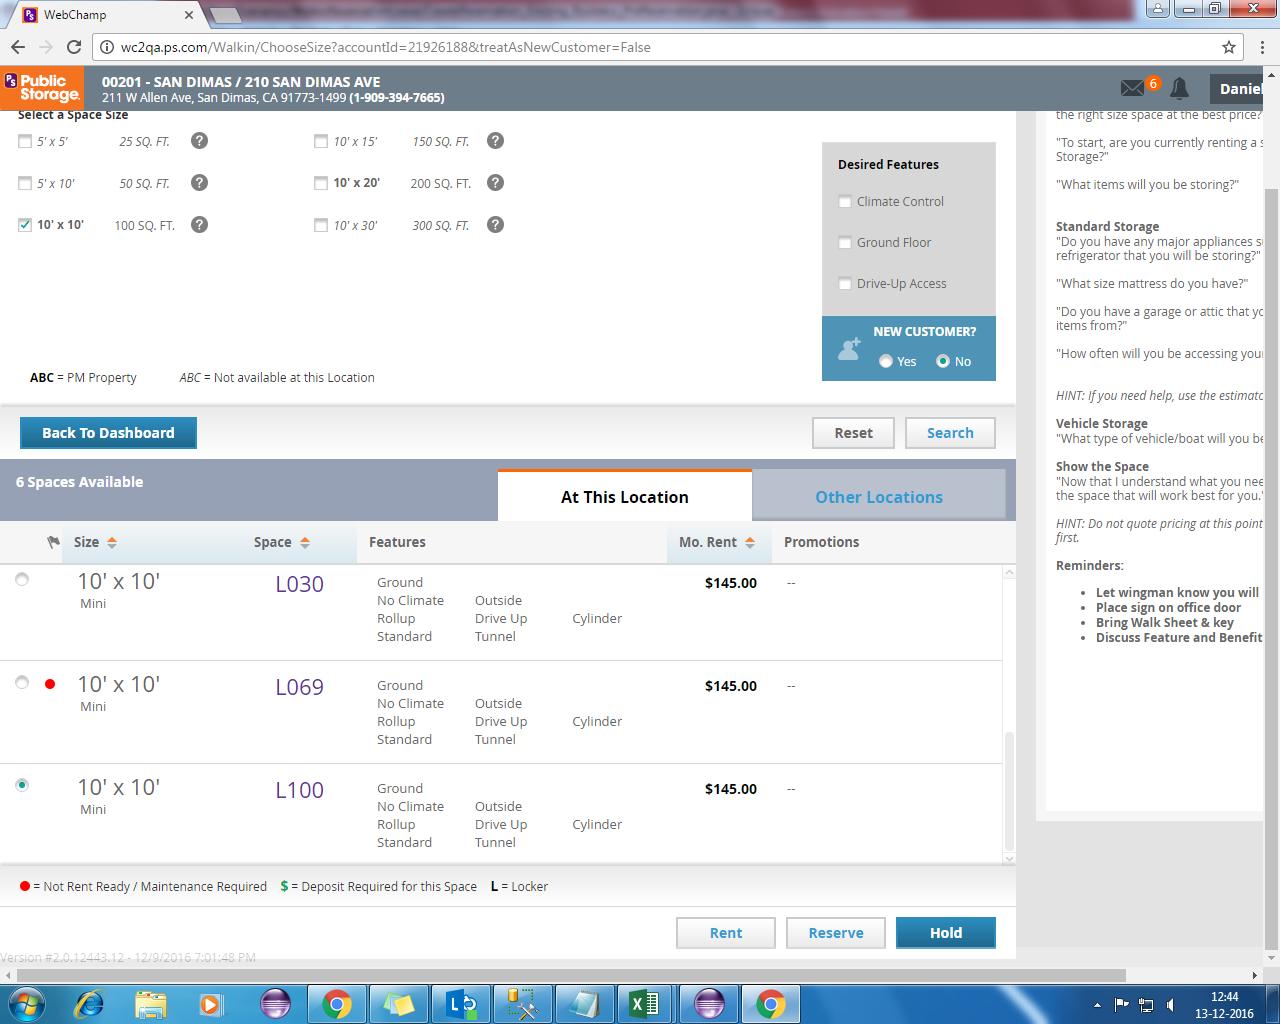 WebChamp
wc2qa.ps.com/Walkin/ChooseSize?accountId=21926188&treatAsNewCustomer=False
PS Public Storage.
00201 - SAN DIMAS / 210 SAN DIMAS AVE
211 W Allen Ave, San Dimas, CA 91773-1499 (1-909-394-7665)
6
Daniel
Select a Space Size
5' x 5' 25 SQ. FT. ?
10' x 15' 150 SQ. FT. ?
5' x 10' 50 SQ. FT. ?
10' x 20' 200 SQ. FT. ?
10' x 10' 100 SQ. FT. ?
10' x 30' 300 SQ. FT. ?
Desired Features
Climate Control
Ground Floor
Drive-Up Access
NEW CUSTOMER?
Yes No
ABC = PM Property ABC = Not available at this Location
Back To Dashboard
Reset Search
6 Spaces Available
At This Location
Other Locations
Size Space Features Mo. Rent Promotions
10' x 10' L030 Ground $145.00 --
Mini No Climate Outside
Rollup Drive Up Cylinder
Standard Tunnel
10' x 10' L069 Ground $145.00 --
Mini No Climate Outside
Rollup Drive Up Cylinder
Standard Tunnel
10' x 10' L100 Ground $145.00 --
Mini No Climate Outside
Rollup Drive Up Cylinder
Standard Tunnel
= Not Rent Ready / Maintenance Required $ = Deposit Required for this Space L = Locker
Rent Reserve Hold
Version #2.0.12443.12 - 12/9/2016 7:01:48 PM
the right size space at the best price?
"To start, are you currently renting a s
Storage?"
"What items will you be storing?"
Standard Storage
"Do you have any major appliances su
refrigerator that you will be storing?"
"What size mattress do you have?"
"Do you have a garage or attic that yo
items from?"
"How often will you be accessing your
HINT: If you need help, use the estimato
Vehicle Storage
"What type of vehicle/boat will you be
Show the Space
"Now that I understand what you nee
the space that will work best for you."
HINT: Do not quote pricing at this point
first.
Reminders:
• Let wingman know you will
• Place sign on office door
• Bring Walk Sheet & key
• Discuss Feature and Benefit
12:44
13-12-2016